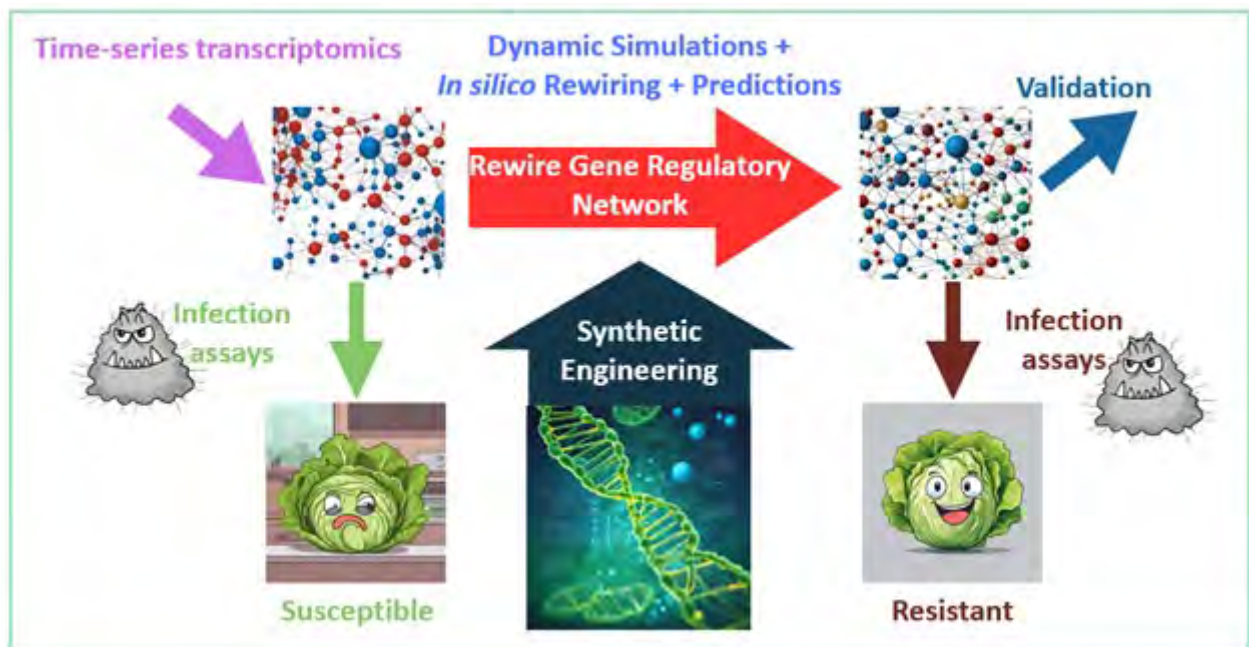 Time-series transcriptomics
Dynamic Simulations +
In silico Rewiring + Predictions
Validation
Rewire Gene Regulatory
Network
Infection
assays
Synthetic
Engineering
Infection
assays
Susceptible
Resistant